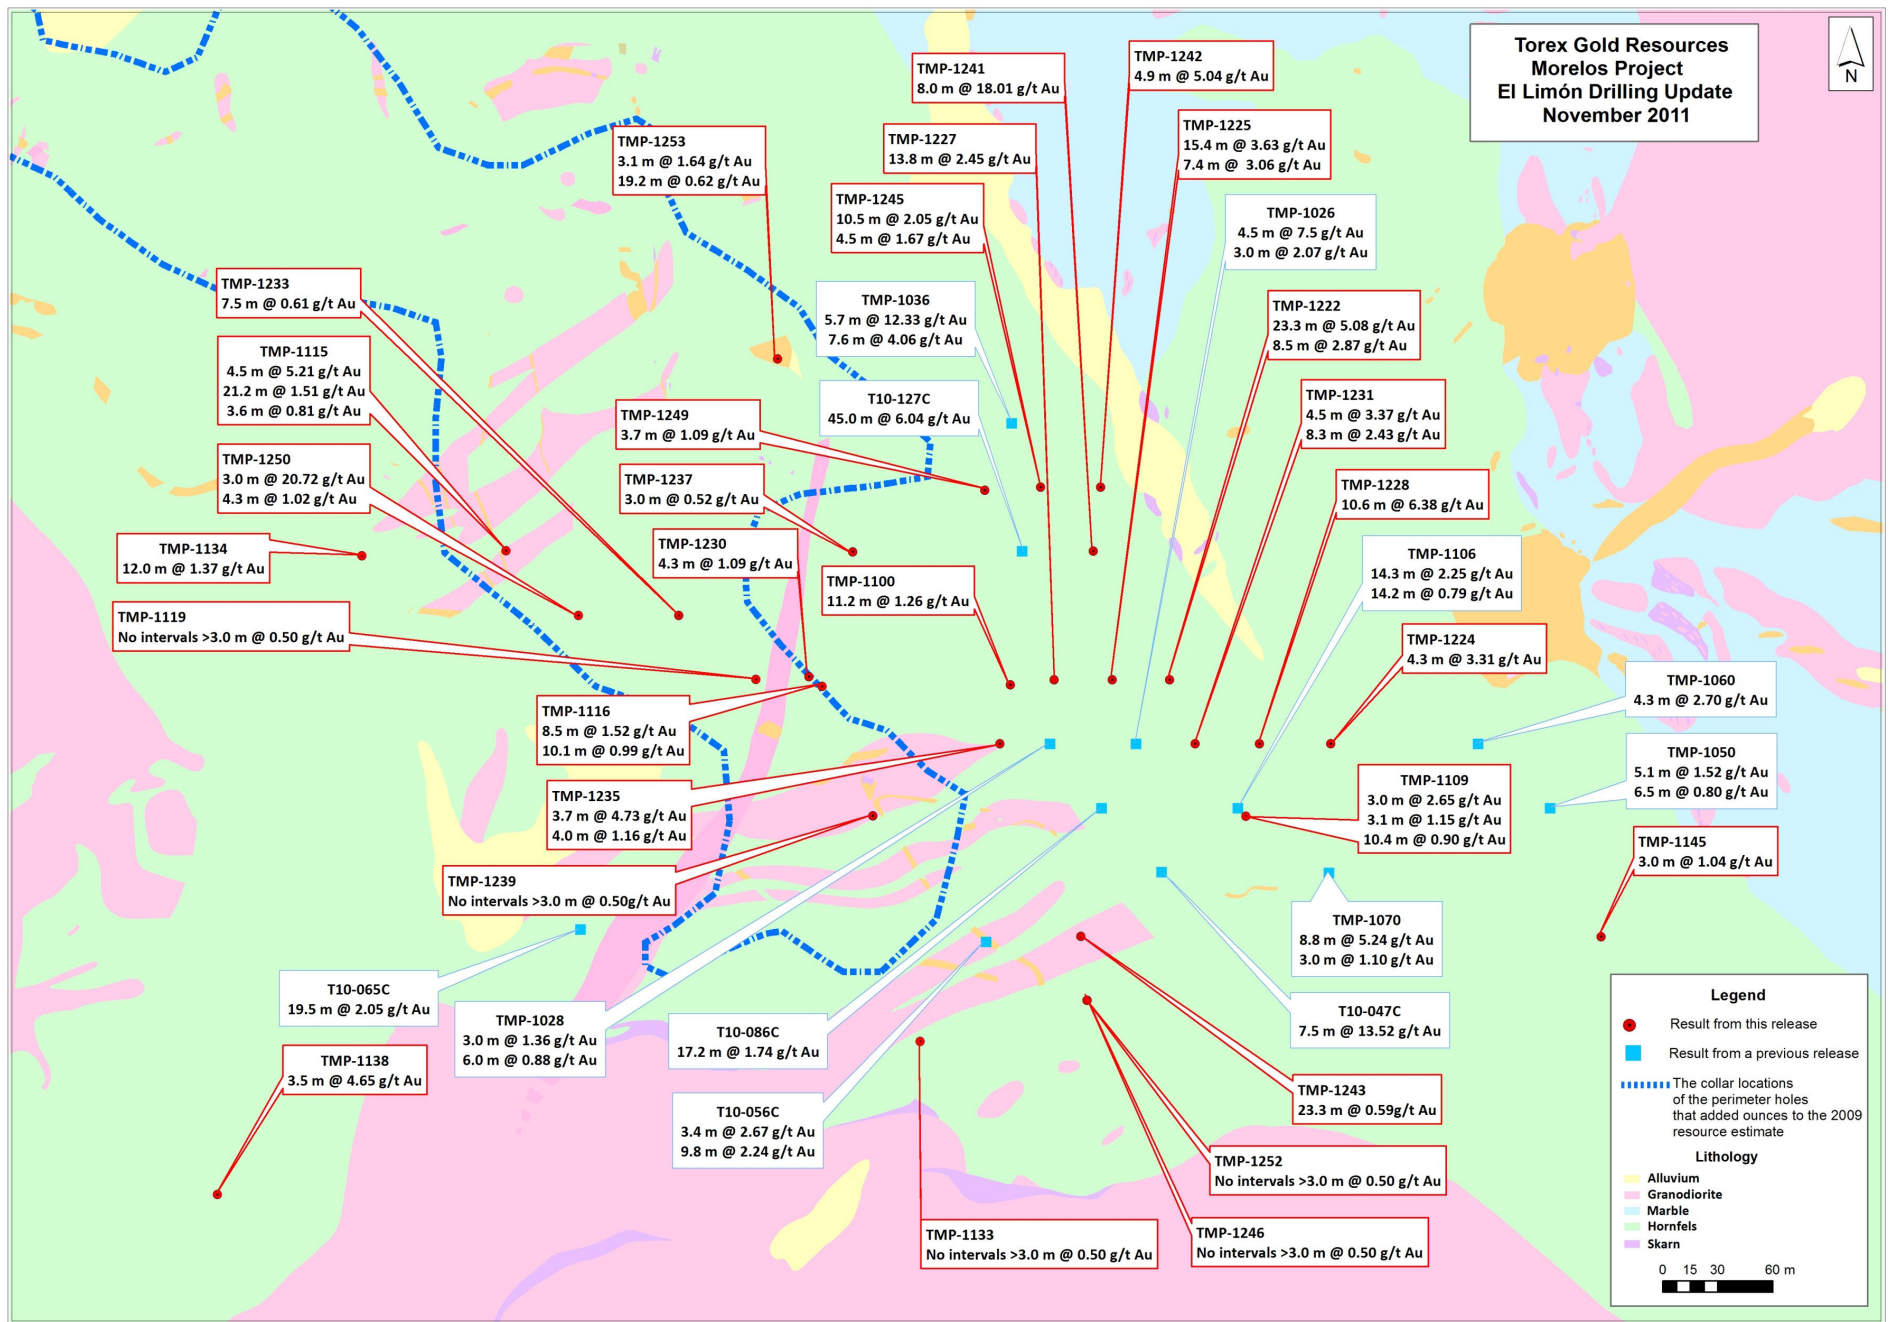 Torex Gold Resources
Morelos Project
El Limón Drilling Update
November 2011
N
TMP-1241
8.0 m @ 18.01 g/t Au
TMP-1242
4.9 m @ 5.04 g/t Au
TMP-1253
3.1 m @ 1.64 g/t Au
19.2 m @ 0.62 g/t Au
TMP-1227
13.8 m @ 2.45 g/t Au
TMP-1225
15.4 m @ 3.63 g/t Au
7.4 m @ 3.06 g/t Au
TMP-1245
10.5 m @ 2.05 g/t Au
4.5 m @ 1.67 g/t Au
TMP-1026
4.5 m @ 7.5 g/t Au
3.0 m @ 2.07 g/t Au
TMP-1233
7.5 m @ 0.61 g/t Au
TMP-1036
5.7 m @ 12.33 g/t Au
7.6 m @ 4.06 g/t Au
TMP-1222
23.3 m @ 5.08 g/t Au
8.5 m @ 2.87 g/t Au
TMP-1115
4.5 m @ 5.21 g/t Au
21.2 m @ 1.51 g/t Au
3.6 m @ 0.81 g/t Au
TMP-1249
3.7 m @ 1.09 g/t Au
T10-127C
45.0 m @ 6.04 g/t Au
TMP-1231
4.5 m @ 3.37 g/t Au
8.3 m @ 2.43 g/t Au
TMP-1250
3.0 m @ 20.72 g/t Au
4.3 m @ 1.02 g/t Au
TMP-1237
3.0 m @ 0.52 g/t Au
TMP-1228
10.6 m @ 6.38 g/t Au
TMP-1134
12.0 m @ 1.37 g/t Au
TMP-1230
4.3 m @ 1.09 g/t Au
TMP-1100
11.2 m @ 1.26 g/t Au
TMP-1106
14.3 m @ 2.25 g/t Au
14.2 m @ 0.79 g/t Au
TMP-1119
No intervals >3.0 m @ 0.50 g/t Au
TMP-1224
4.3 m @ 3.31 g/t Au
TMP-1060
4.3 m @ 2.70 g/t Au
TMP-1116
8.5 m @ 1.52 g/t Au
10.1 m @ 0.99 g/t Au
TMP-1050
5.1 m @ 1.52 g/t Au
6.5 m @ 0.80 g/t Au
TMP-1235
3.7 m @ 4.73 g/t Au
4.0 m @ 1.16 g/t Au
TMP-1109
3.0 m @ 2.65 g/t Au
3.1 m @ 1.15 g/t Au
10.4 m @ 0.90 g/t Au
TMP-1145
3.0 m @ 1.04 g/t Au
TMP-1239
No intervals >3.0 m @ 0.50g/t Au
TMP-1070
8.8 m @ 5.24 g/t Au
3.0 m @ 1.10 g/t Au
T10-065C
19.5 m @ 2.05 g/t Au
TMP-1028
3.0 m @ 1.36 g/t Au
6.0 m @ 0.88 g/t Au
T10-086C
17.2 m @ 1.74 g/t Au
T10-047C
7.5 m @ 13.52 g/t Au
TMP-1138
3.5 m @ 4.65 g/t Au
T10-056C
3.4 m @ 2.67 g/t Au
9.8 m @ 2.24 g/t Au
TMP-1243
23.3 m @ 0.59g/t Au
TMP-1252
No intervals >3.0 m @ 0.50 g/t Au
TMP-1133
No intervals >3.0 m @ 0.50 g/t Au
TMP-1246
No intervals >3.0 m @ 0.50 g/t Au
Legend
Result from this release
Result from a previous release
The collar locations
of the perimeter holes
that added ounces to the 2009
resource estimate
Lithology
Alluvium
Granodiorite
Marble
Hornfels
Skarn
0 15 30 60 m